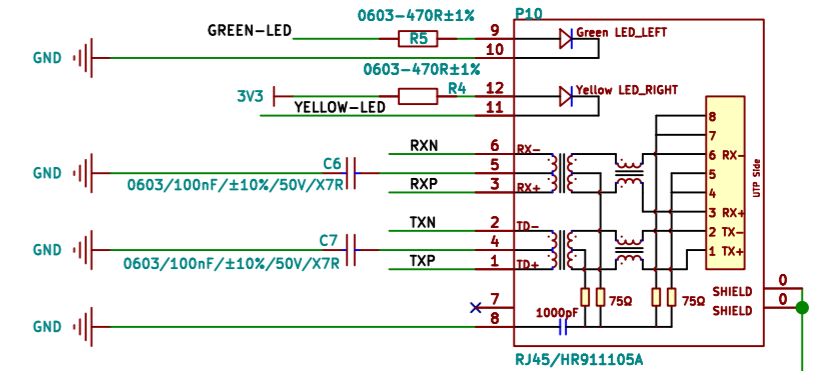 0603-470R±1%
P10
GREEN-LED
R5
9
Green LED_LEFT
GND
10
0603-470R±1%
3V3
R4
12
Yellow LED_RIGHT
YELLOW-LED
11
8
7
RXN
6
RX-
6 RX-
C6
5
5
GND
0603/100nF/±10%/50V/X7R
RXP
3
RX+
4
UTP Side
3 RX+
TXN
2
TD-
2 TX-
C7
4
1 TX+
GND
0603/100nF/±10%/50V/X7R
TXP
1
TD+
0
SHIELD
7
75Ω
75Ω
0
SHIELD
1000pF
GND
8
RJ45/HR911105A